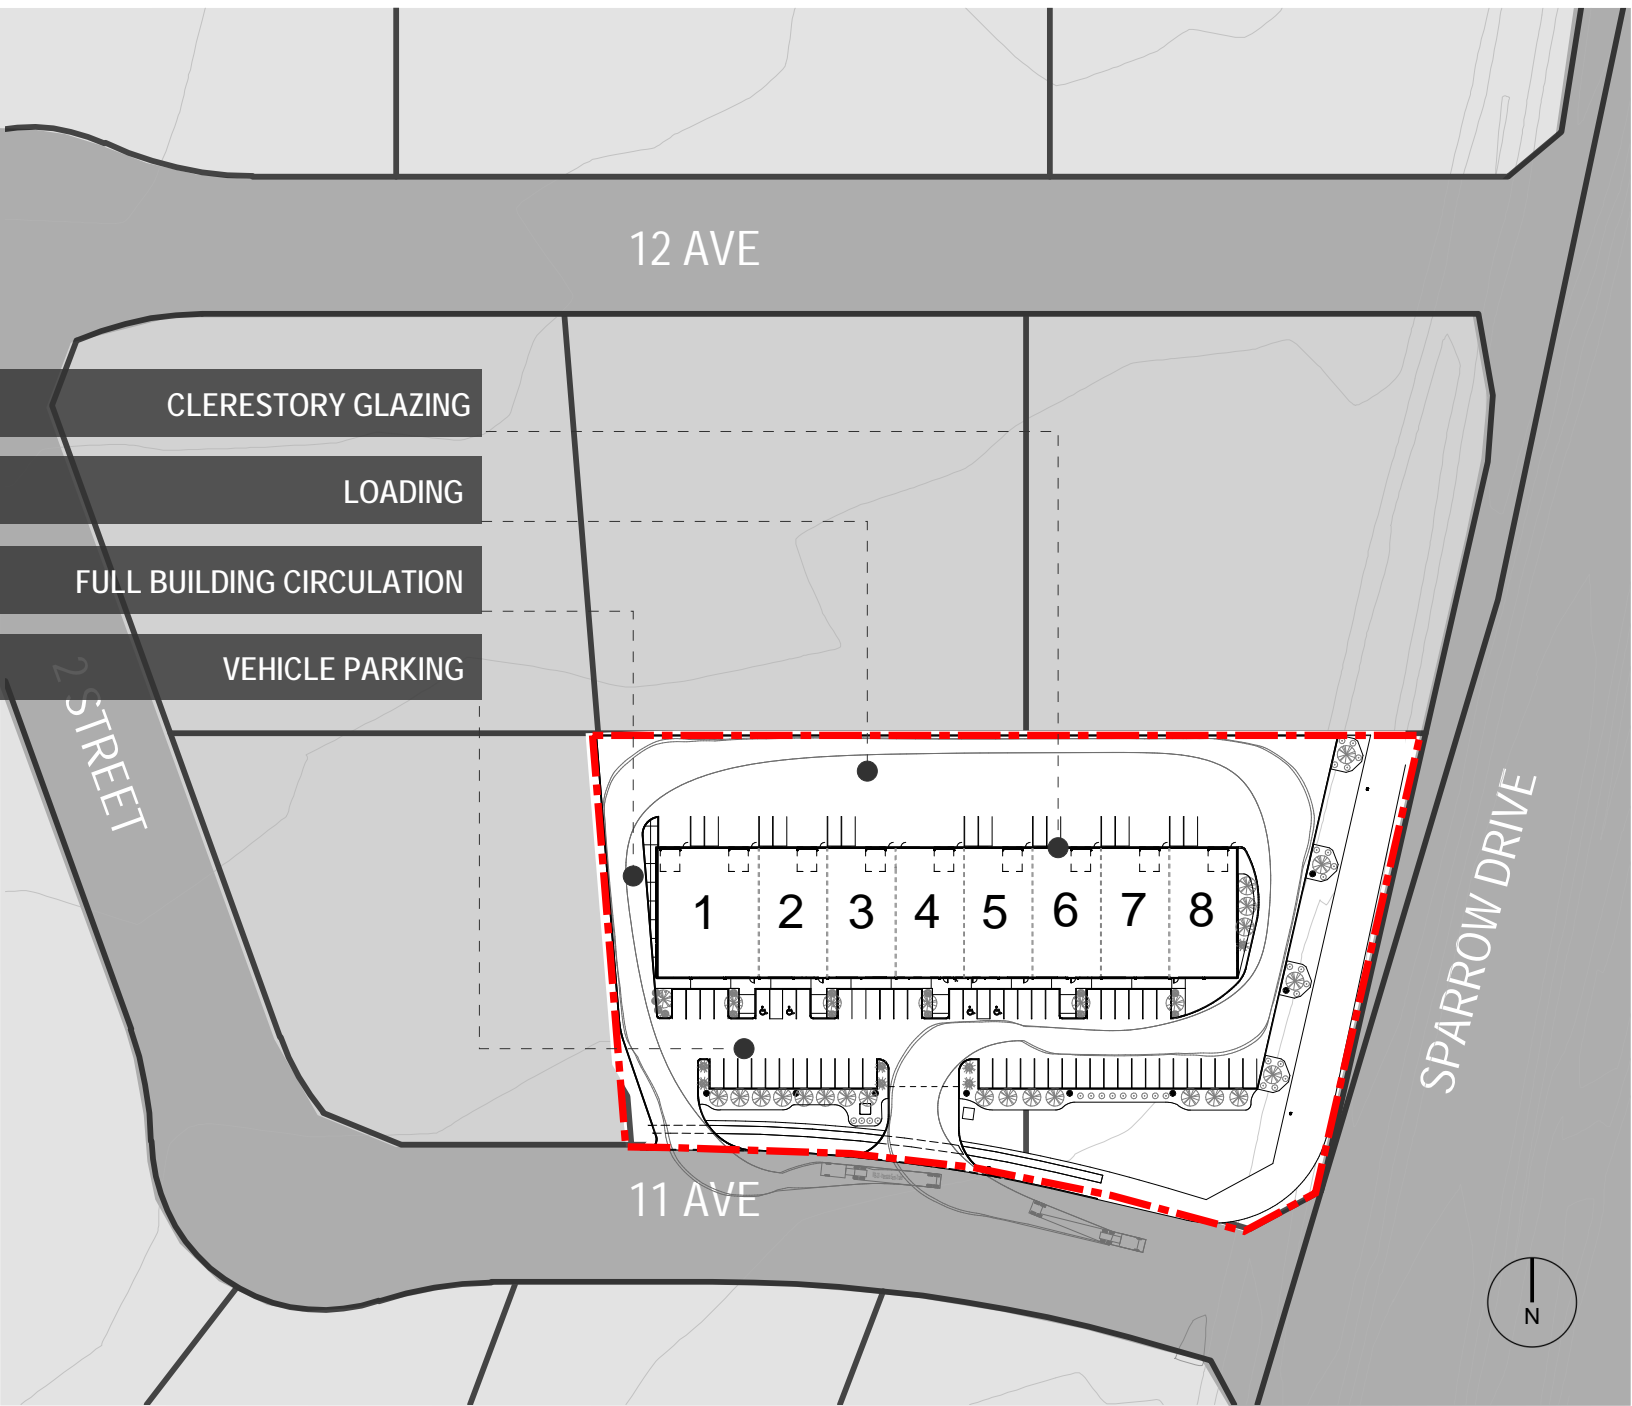 12 AVE
CLERESTORY GLAZING
LOADING
FULL BUILDING CIRCULATION
VEHICLE PARKING
2 STREET
SPARROW DRIVE
1 2 3 4 5 6 7 8
11 AVE
N